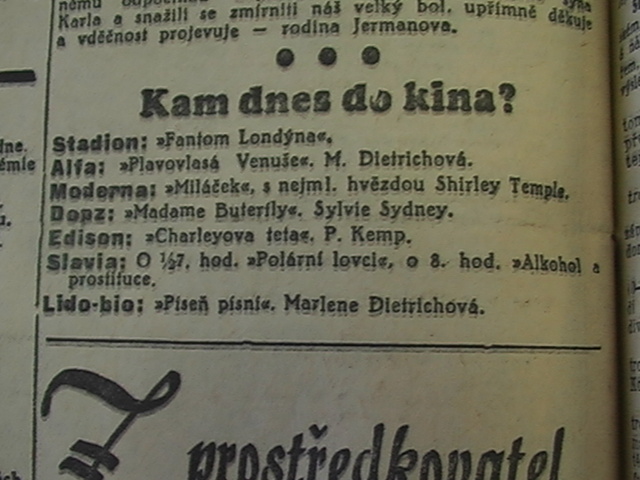 Karla a snažili se zmírniti náš velký bol, upřímně děkuje
a vděčnost projevuje — rodina Jermanova.
Kam dnes do kina?
Stadion: »Fantom Londýna«.
Alfa: »Plavovlasá Venuše«. M. Dietrichová.
Moderna: »Miláček«, s nejml. hvězdou Shirley Temple.
Dopz: »Madame Buterfly«. Sylvie Sydney.
Edison: »Charleyova teta«. P. Kemp.
Slavia: O ½7. hod. »Polární lovci«, o 8. hod. »Alkohol a
prostituce.
Lido-bio: »Píseň písní«. Marlene Dietrichová.
prostředkovatel